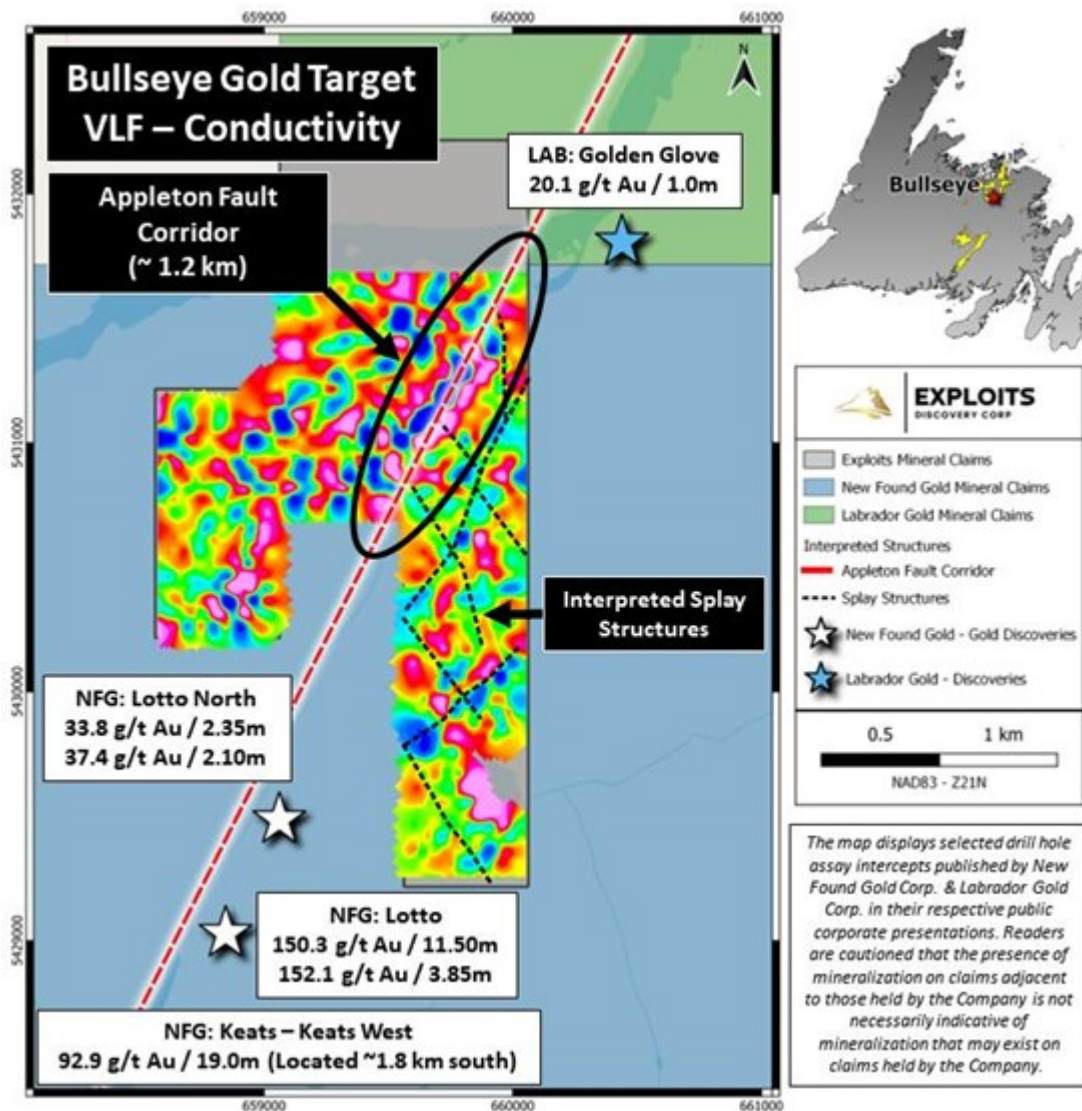 659000
660000
661000
Bullseye Gold Target
VLF – Conductivity
N
LAB: Golden Glove
20.1 g/t Au / 1.0m
Appleton Fault
Corridor
(~ 1.2 km)
5432000
5431000
5430000
5429000
5432000
5431000
5430000
5429000
Interpreted Splay
Structures
NFG: Lotto North
33.8 g/t Au / 2.35m
37.4 g/t Au / 2.10m
NFG: Lotto
150.3 g/t Au / 11.50m
152.1 g/t Au / 3.85m
NFG: Keats – Keats West
92.9 g/t Au / 19.0m (Located ~1.8 km south)
659000
660000
661000
Bullseye
EXPLOITS
DISCOVERY CORP
Exploits Mineral Claims
New Found Gold Mineral Claims
Labrador Gold Mineral Claims
Interpreted Structures
Appleton Fault Corridor
Splay Structures
New Found Gold - Gold Discoveries
Labrador Gold - Discoveries
0.5 1 km
NAD83 - Z21N
The map displays selected drill hole
assay intercepts published by New
Found Gold Corp. & Labrador Gold
Corp. in their respective public
corporate presentations. Readers
are cautioned that the presence of
mineralization on claims adjacent
to those held by the Company is not
necessarily indicative of
mineralization that may exist on
claims held by the Company.